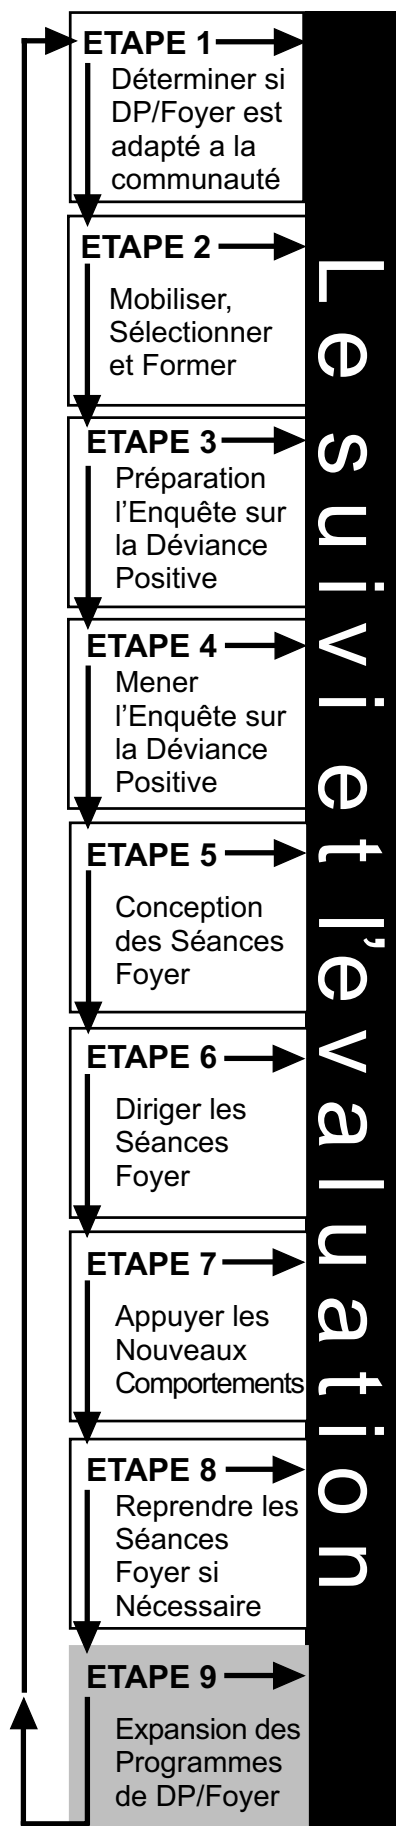 ETAPE 1
Déterminer si
DP/Foyer est
adapté a la
communauté
ETAPE 2
Mobiliser,
Sélectionner
et Former
ETAPE 3
Préparation
l'Enquête sur
la Déviance
Positive
ETAPE 4
Mener
l'Enquête sur
la Déviance
Positive
ETAPE 5
Conception
des Séances
Foyer
ETAPE 6
Diriger les
Séances
Foyer
ETAPE 7
Appuyer les
Nouveaux
Comportements
ETAPE 8
Reprendre les
Séances
Foyer si
Nécessaire
ETAPE 9
Expansion des
Programmes
de DP/Foyer
Le suivi et l'evaluation